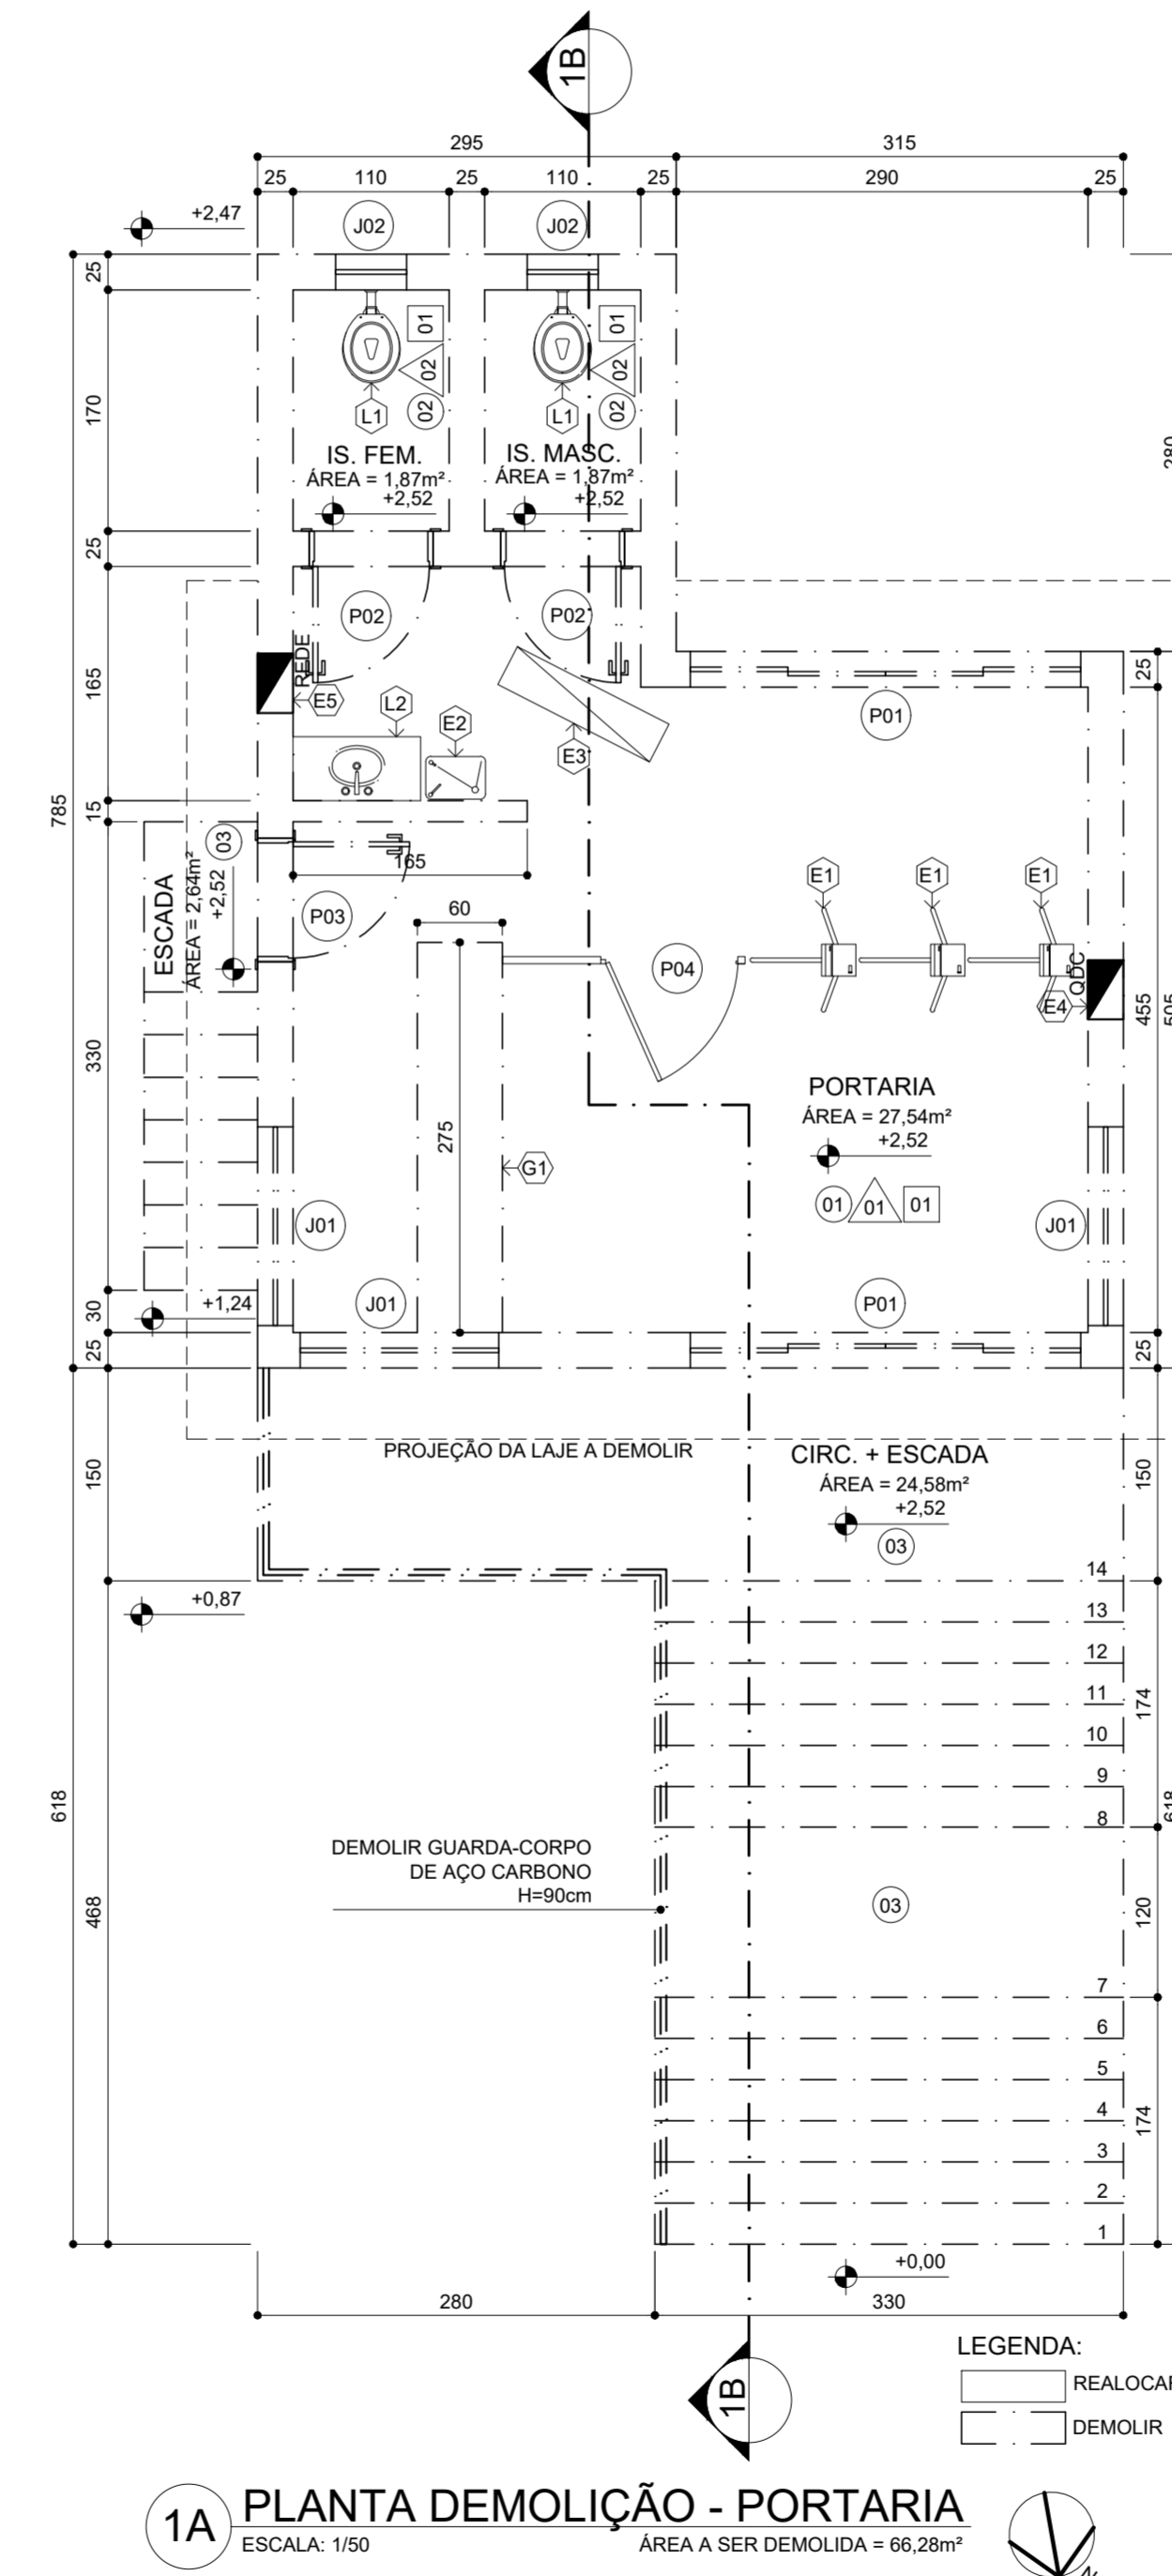 1B
295
315
25
110
25
110
25
290
25
+2,47
J02
J02
25
01
01
02
02
170
02
02
L1
L1
280
IS. FEM.
ÁREA = 1,87m²
+2,52
IS. MASC.
ÁREA = 1,87m²
+2,52
25
P02
P02
REDE
165
25
E5
L2
E2
E3
P01
785
15
03
ESCADA
ÁREA = 2,64m²
+2,52
165
P03
60
E1
E1
E1
P04
QDC
E4
455
505
330
275
PORTARIA
ÁREA = 27,54m²
+2,52
G1
01
01
01
J01
J01
+1,24
30
J01
P01
25
25
PROJEÇÃO DA LAJE A DEMOLIR
CIRC. + ESCADA
ÁREA = 24,58m²
+2,52
03
150
150
+0,87
14
13
12
11
10
9
8
174
618
618
DEMOLIR GUARDA-CORPO
DE AÇO CARBONO
H=90cm
468
03
120
7
6
5
4
3
2
1
174
+0,00
280
330
1B
LEGENDA:
REALOCAR
DEMOLIR
1A
PLANTA DEMOLIÇÃO - PORTARIA
ESCALA: 1/50
ÁREA A SER DEMOLIDA = 66,28m²
N